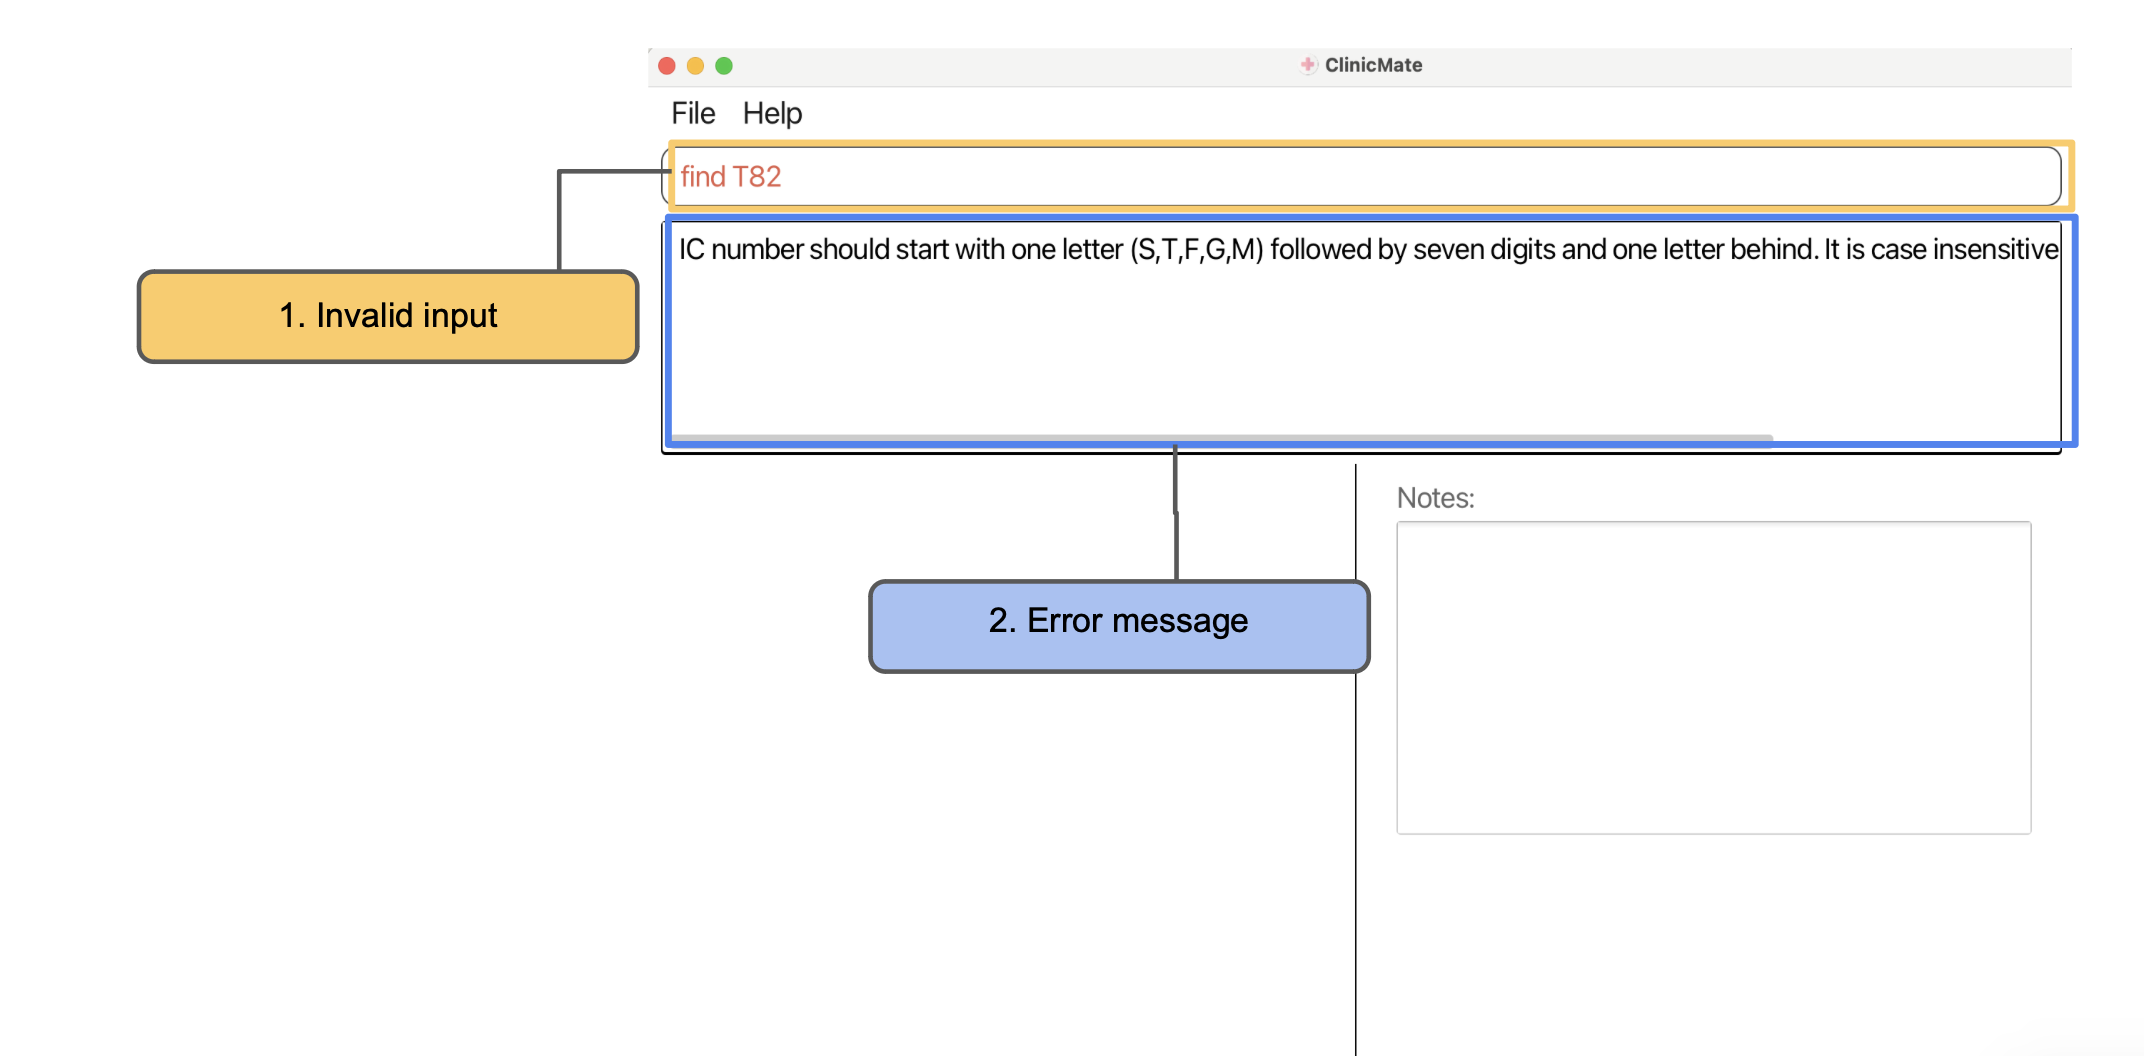 ClinicMate
File Help
find T82
IC number should start with one letter (S,T,F,G,M) followed by seven digits and one letter behind. It is case insensitive
1. Invalid input
Notes:
2. Error message